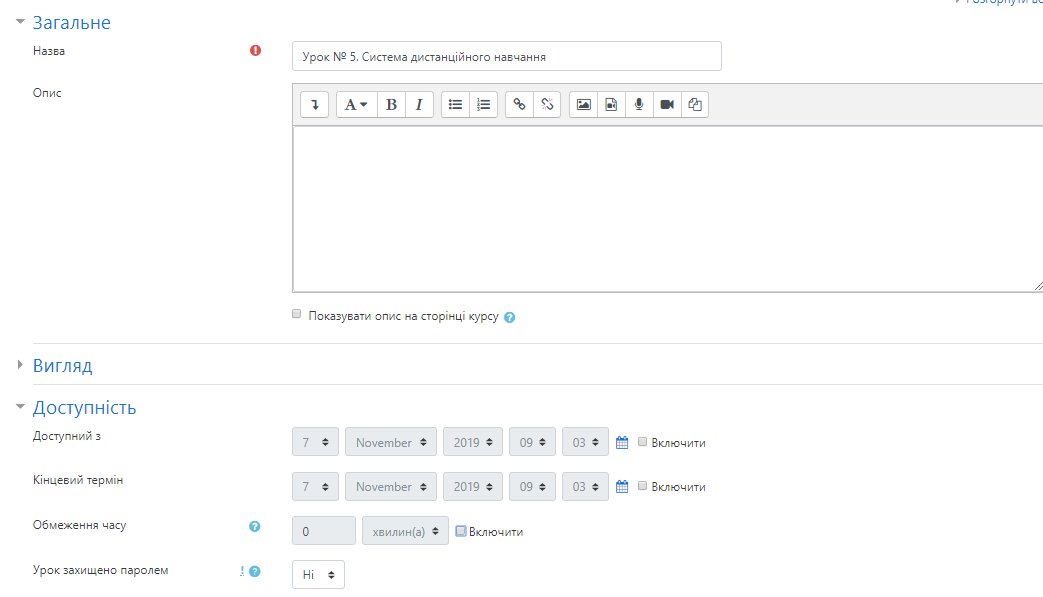 Розгорнути вс
Загальне
Назва
Урок № 5. Система дистанційного навчання
Опис
A B I
Показувати опис на сторінці курсу
Вигляд
Доступність
Доступний з
7 November 2019 09 03 Включити
Кінцевий термін
7 November 2019 09 03 Включити
Обмеження часу
0 хвилин(а) Включити
Урок захищено паролем
Ні